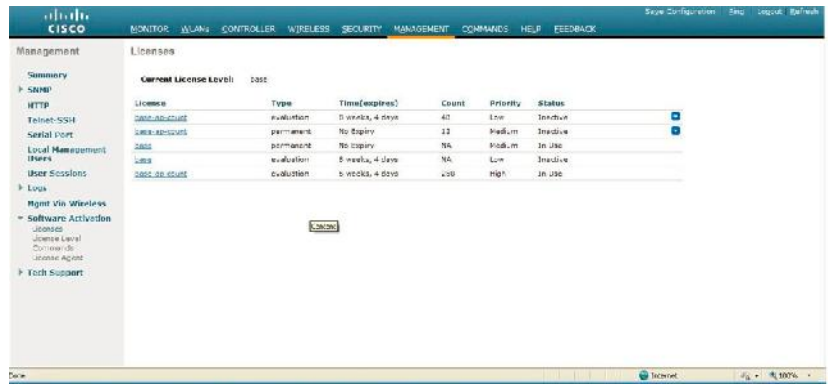 Save Configuration Ping Logout Refresh
CISCO
MONITOR WLANs CONTROLLER WIRELESS SECURITY MANAGEMENT COMMANDS HELP FEEDBACK
Management
Summary
SNMP
HTTP
Telnet-SSH
Serial Port
Local Management Users
User Sessions
Logs
Mgmt Via Wireless
Software Activation
Licenses
License Level
Commands
License Agent
Tech Support
Licenses
Current License Level: base
License Type Time(expires) Count Priority Status
base-ap-count evaluation weeks, 4 days Low Inactive
base-ap-count permanent No Expiry Medium Inactive
base permanent No Expiry NA Medium In Use
base evaluation weeks, 4 days NA Low Inactive
base-ap-count evaluation weeks, 4 days 250 High In Use
Done
Internet
100%